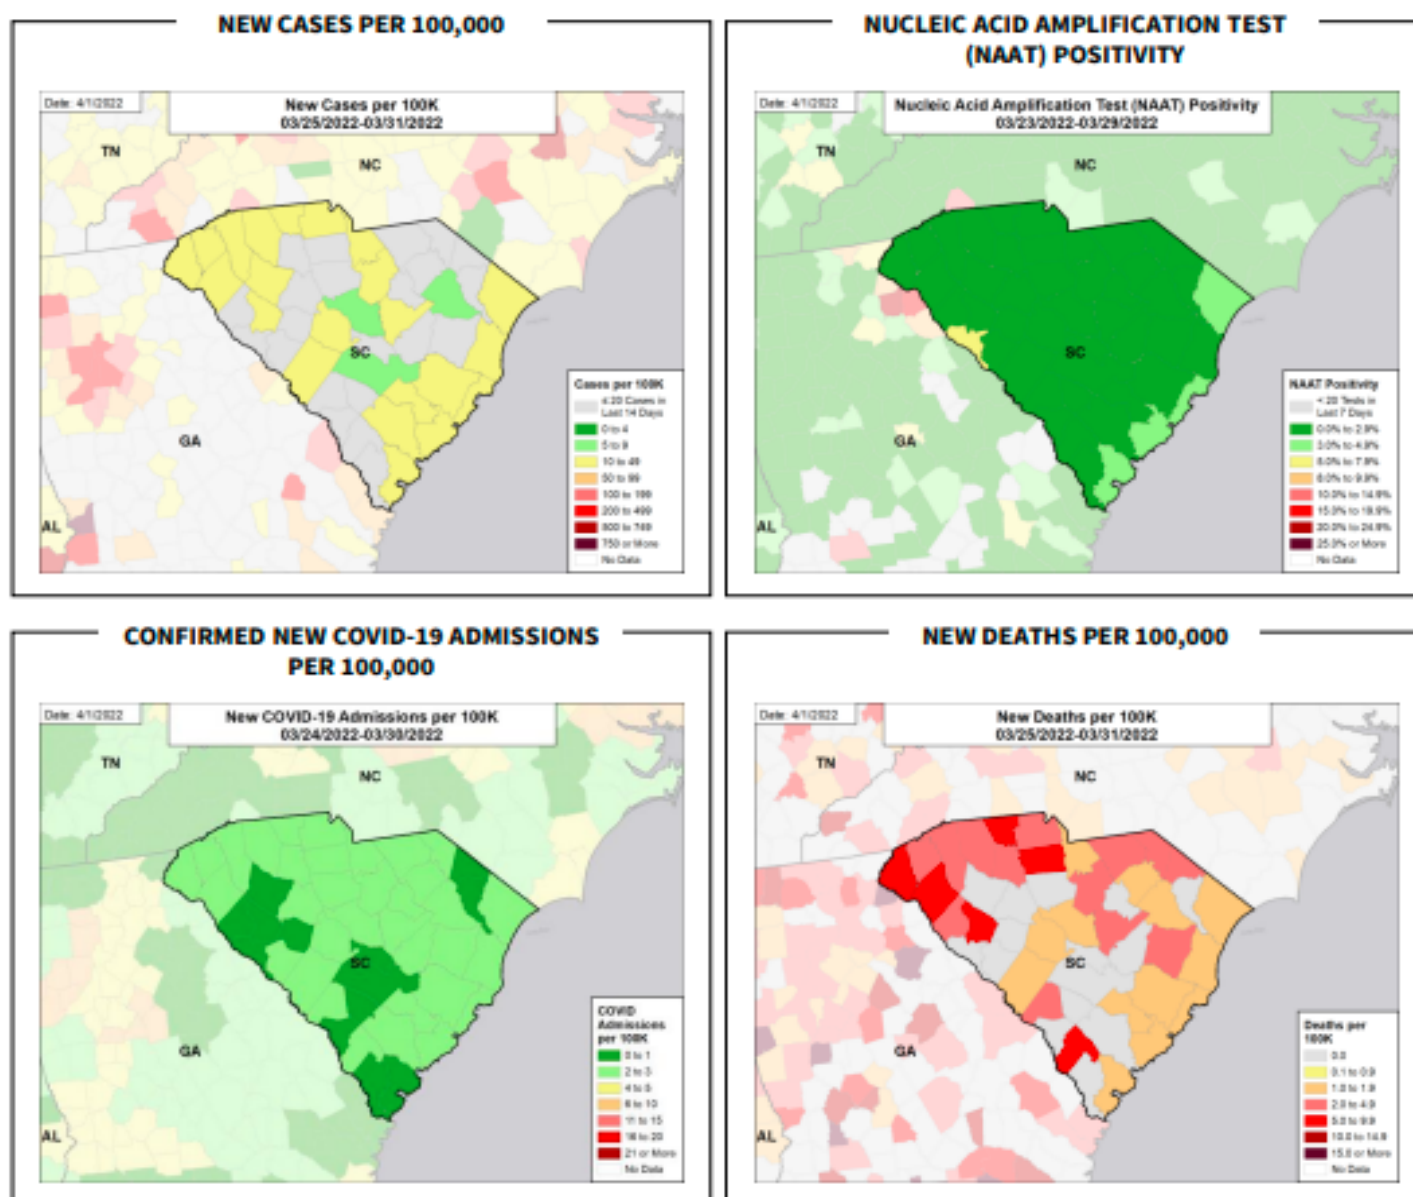 NEW CASES PER 100,000
Date: 4/1/2022
New Cases per 100K
03/25/2022-03/31/2022
TN
NC
SC
GA
AL
Cases per 100K
≤ 20 Cases in
Last 14 Days
0 to 4
5 to 9
10 to 49
50 to 99
100 to 199
200 to 499
500 to 749
750 or More
No Data
NUCLEIC ACID AMPLIFICATION TEST
(NAAT) POSITIVITY
Date: 4/1/2022
Nucleic Acid Amplification Test (NAAT) Positivity
03/23/2022-03/29/2022
TN
NC
SC
GA
AL
NAAT Positivity
< 20 Tests in
Last 7 Days
0.0% to 2.9%
3.0% to 4.9%
5.0% to 7.9%
8.0% to 9.9%
10.0% to 14.9%
15.0% to 19.9%
20.0% to 24.9%
25.0% or More
No Data
CONFIRMED NEW COVID-19 ADMISSIONS
PER 100,000
Date: 4/1/2022
New COVID-19 Admissions per 100K
03/24/2022-03/30/2022
TN
NC
SC
GA
AL
COVID
Admissions
per 100K
0 to 1
2 to 3
4 to 5
6 to 10
11 to 15
16 to 20
21 or More
No Data
NEW DEATHS PER 100,000
Date: 4/1/2022
New Deaths per 100K
03/25/2022-03/31/2022
TN
NC
SC
GA
AL
Deaths per
100K
0.0
0.1 to 0.9
1.0 to 1.9
2.0 to 4.9
5.0 to 9.9
10.0 to 14.9
15.0 or More
No Data